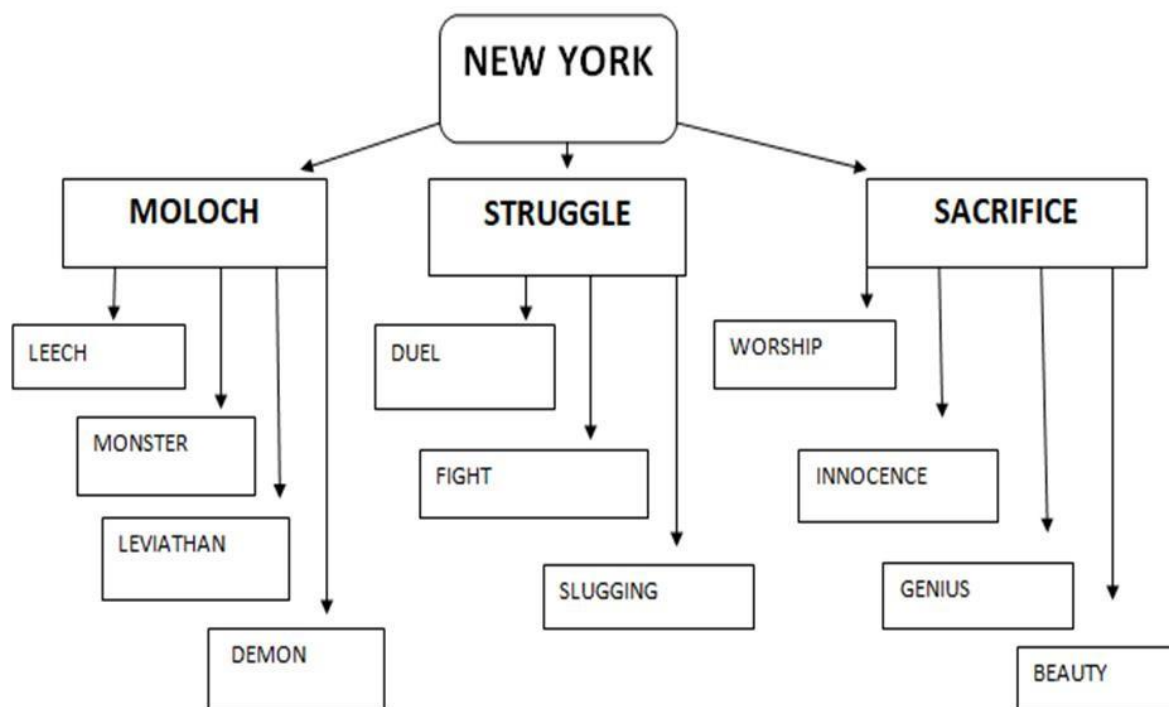 NEW YORK
MOLOCH
STRUGGLE
SACRIFICE
LEECH
DUEL
WORSHIP
MONSTER
FIGHT
INNOCENCE
LEVIATHAN
SLUGGING
GENIUS
DEMON
BEAUTY